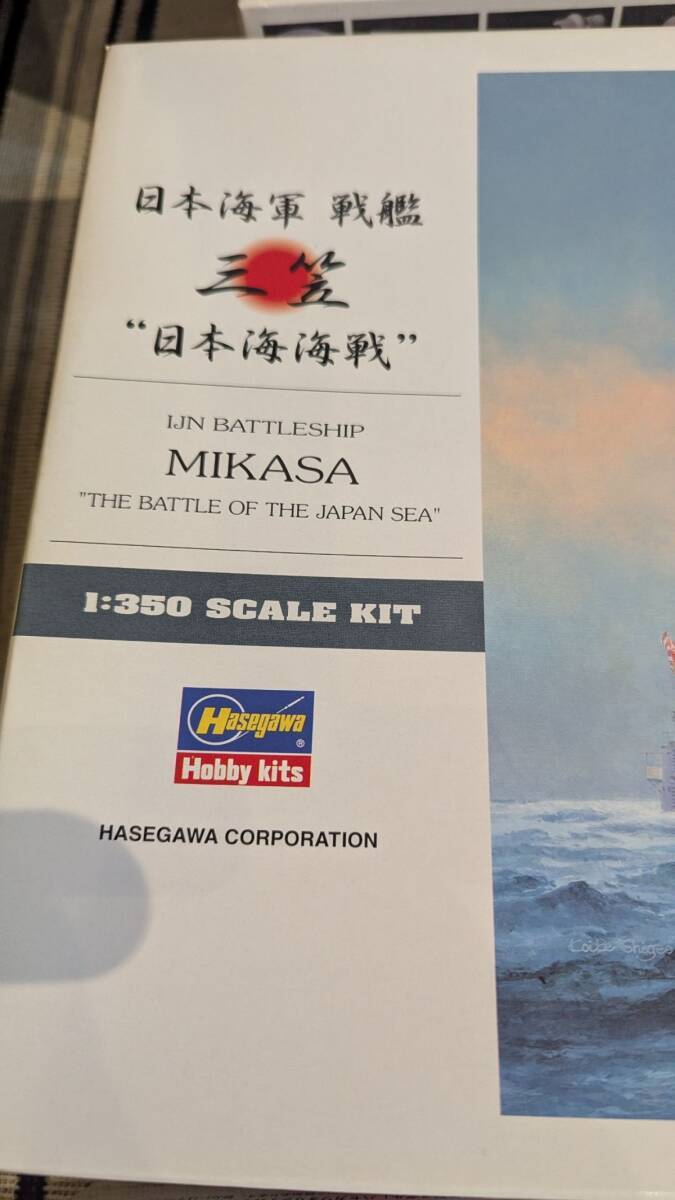 日本海軍 戦艦
三笠
“日本海海戦”
IJN BATTLESHIP
MIKASA
"THE BATTLE OF THE JAPAN SEA"
1:350 SCALE KIT
Hasegawa®
Hobby kits
HASEGAWA CORPORATION